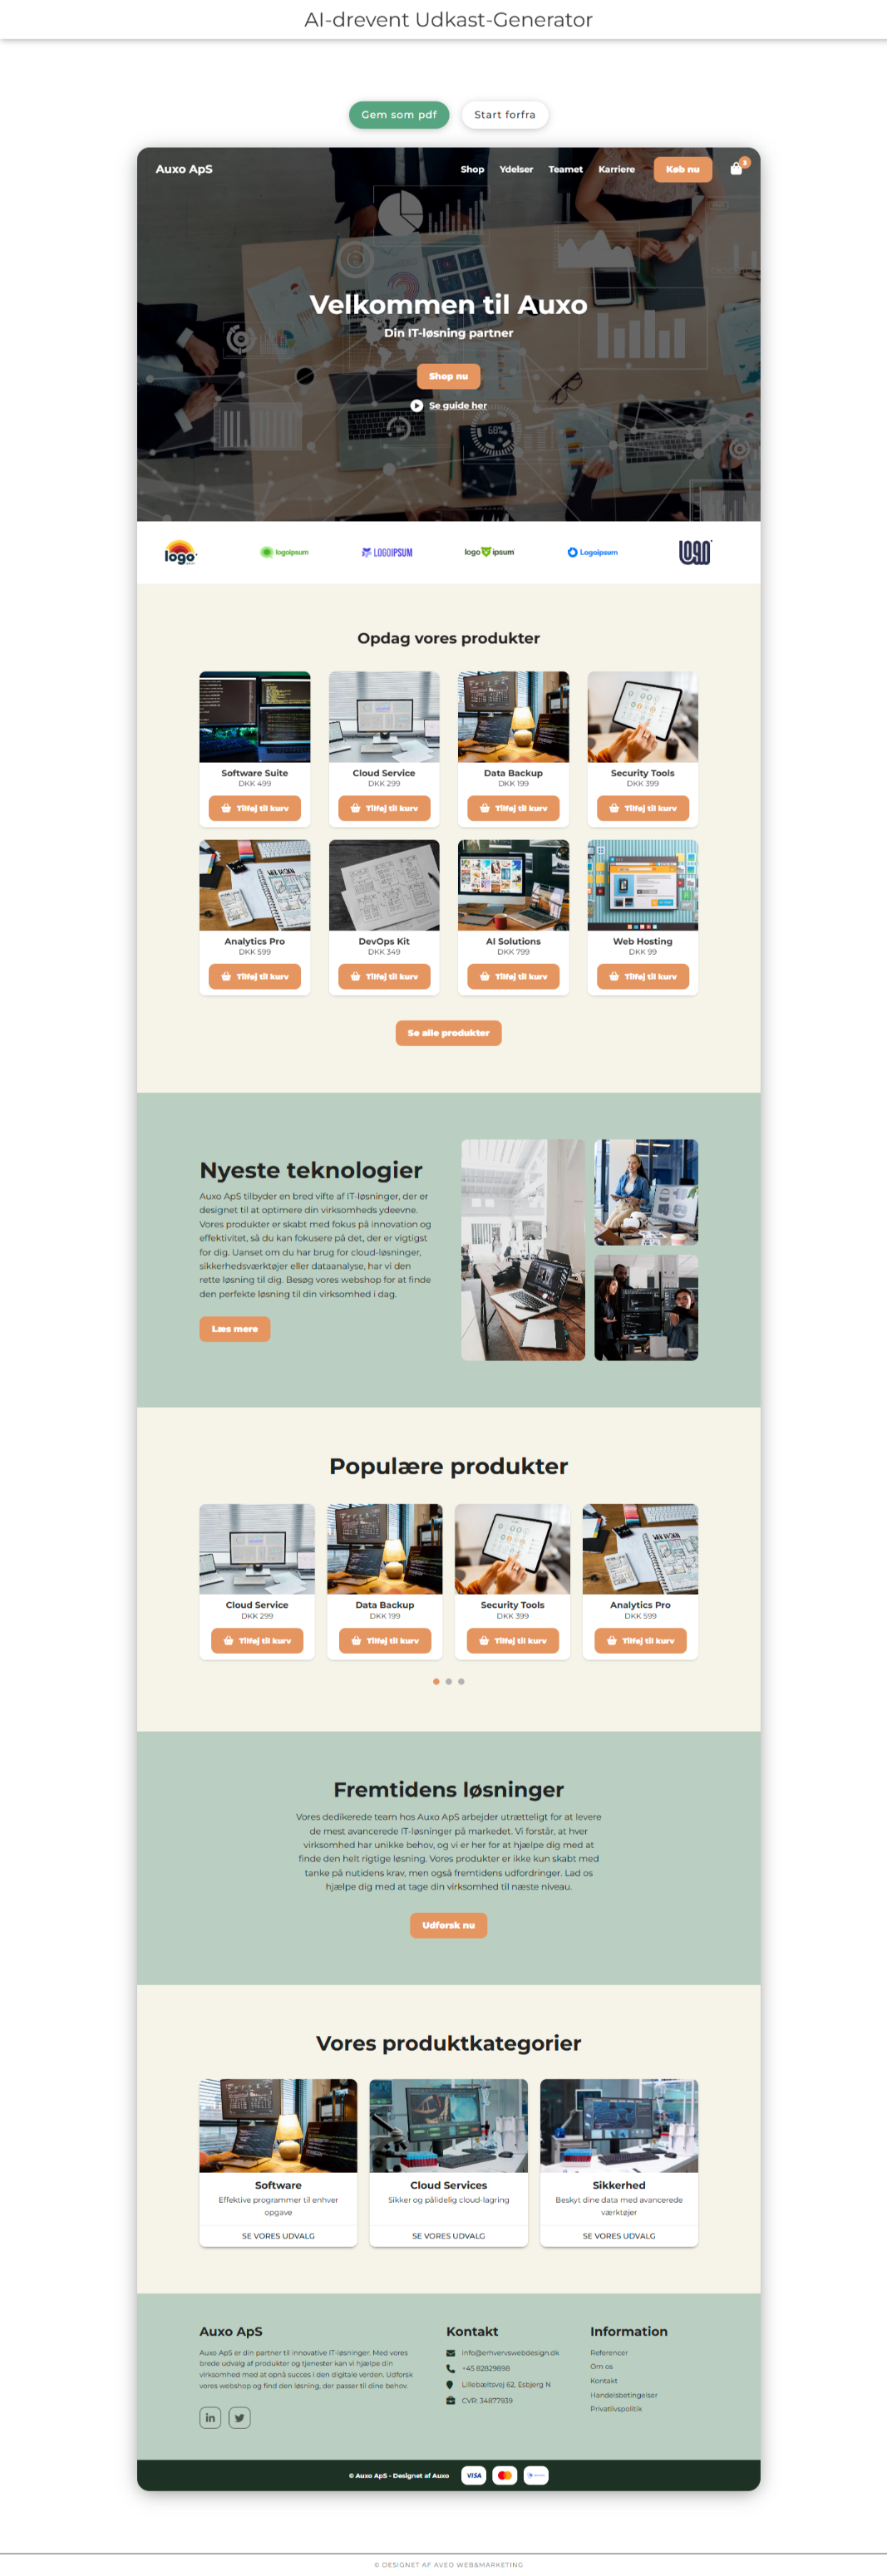 AI-drevent Udkast-Generator
Gem som pdf
Start forfra
Auxo ApS
Shop
Ydelser
Teamet
Karriere
Køb nu
3
Velkommen til Auxo
Din IT-løsning partner
Shop nu
Se guide her
68%
logo
logoipsum
LOGOIPSUM
logo ipsum
Logoipsum
LOGO
Opdag vores produkter
Software Suite
DKK 499
Tilføj til kurv
Cloud Service
DKK 299
Tilføj til kurv
Data Backup
DKK 199
Tilføj til kurv
Security Tools
DKK 399
Tilføj til kurv
Analytics Pro
DKK 599
Tilføj til kurv
DevOps Kit
DKK 349
Tilføj til kurv
AI Solutions
DKK 799
Tilføj til kurv
Web Hosting
DKK 99
Tilføj til kurv
Se alle produkter
Nyeste teknologier
Auxo ApS tilbyder en bred vifte af IT-løsninger, der er
designet til at optimere din virksomheds ydeevne.
Vores produkter er skabt med fokus på innovation og
effektivitet, så du kan fokusere på det, der er vigtigst
for dig. Uanset om du har brug for cloud-løsninger,
sikkerhedsværktøjer eller dataanalyse, har vi den
rette løsning til dig. Besøg vores webshop for at finde
den perfekte løsning til din virksomhed i dag.
Læs mere
Populære produkter
Cloud Service
DKK 299
Tilføj til kurv
Data Backup
DKK 199
Tilføj til kurv
Security Tools
DKK 399
Tilføj til kurv
Analytics Pro
DKK 599
Tilføj til kurv
Fremtidens løsninger
Vores dedikerede team hos Auxo ApS arbejder utrætteligt for at levere
de mest avancerede IT-løsninger på markedet. Vi forstår, at hver
virksomhed har unikke behov, og vi er her for at hjælpe dig med at
finde den helt rigtige løsning. Vores produkter er ikke kun skabt med
tanke på nutidens krav, men også fremtidens udfordringer. Lad os
hjælpe dig med at tage din virksomhed til næste niveau.
Udforsk nu
Vores produktkategorier
Software
Effektive programmer til enhver
opgave
SE VORES UDVALG
Cloud Services
Sikker og pålidelig cloud-lagring
SE VORES UDVALG
Sikkerhed
Beskyt dine data med avancerede
værktøjer
SE VORES UDVALG
Auxo ApS
Auxo ApS er din partner til innovative IT-løsninger. Med vores
brede udvalg af produkter og tjenester kan vi hjælpe din
virksomhed med at opnå succes i den digitale verden. Udforsk
vores webshop og find den løsning, der passer til dine behov.
in
Kontakt
info@erhvervswebdesign.dk
+45 82829898
Lillebæltsvej 62, Esbjerg N
CVR: 34877939
Information
Referencer
Om os
Kontakt
Handelsbetingelser
Privatlivspolitik
© Auxo ApS - Designet af Auxo
VISA
© DESIGNET AF AVEO WEB&MARKETING